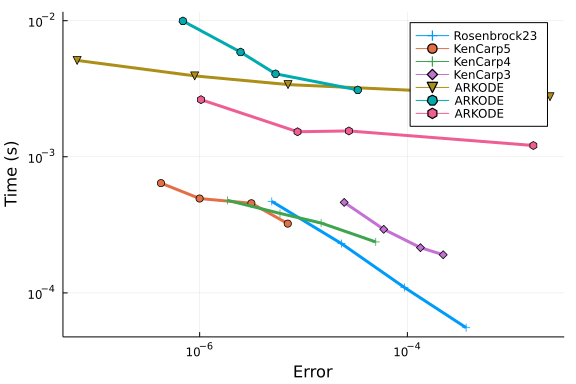 10⁻²
10⁻³
10⁻⁴
Time (s)
Rosenbrock23
KenCarp5
KenCarp4
KenCarp3
ARKODE
ARKODE
ARKODE
10⁻⁶
10⁻⁴
Error